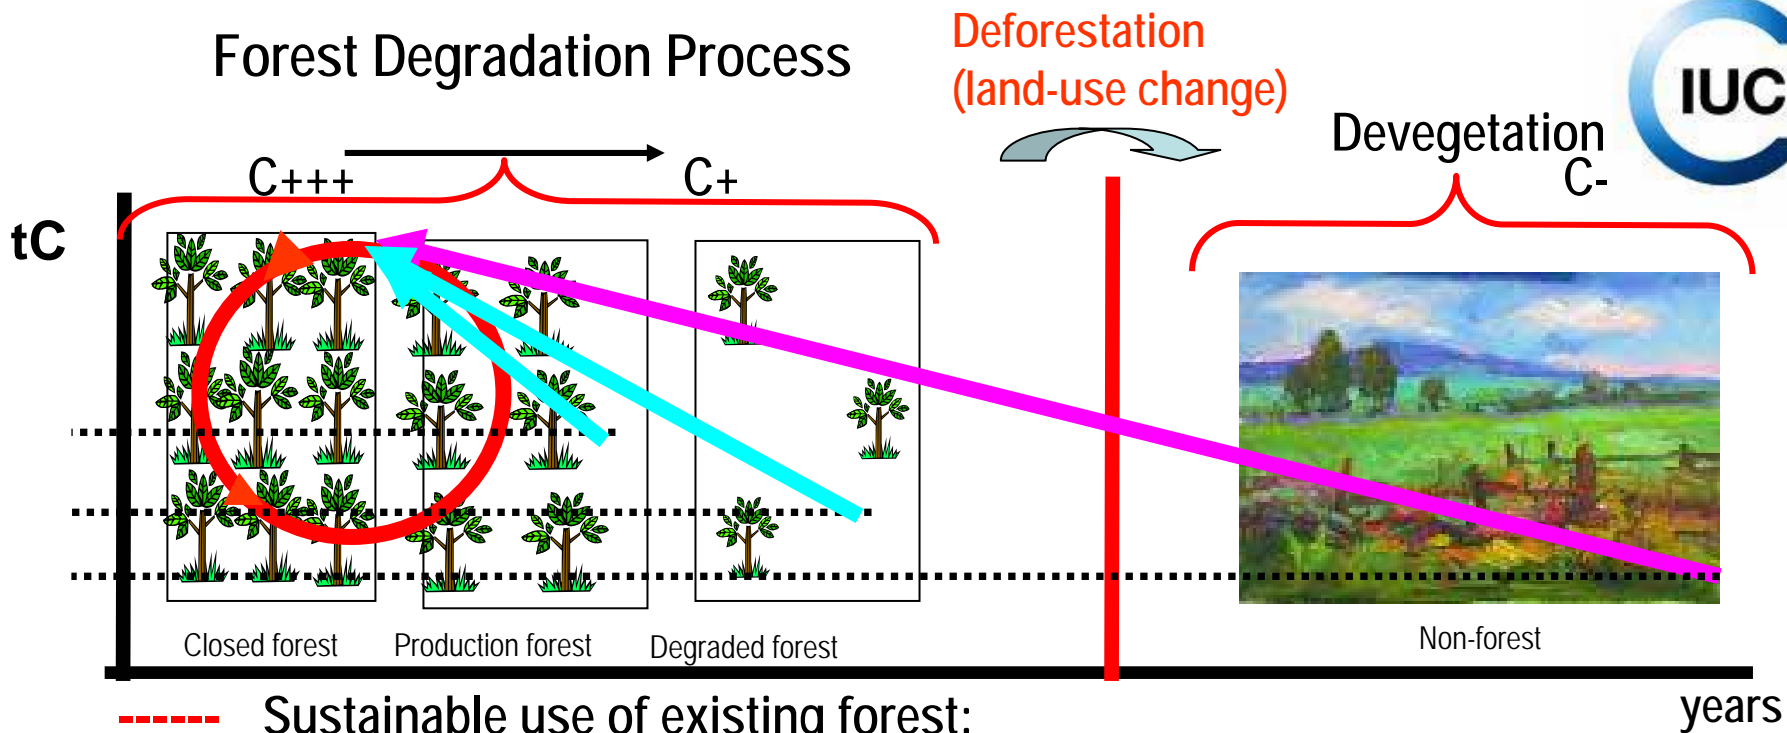 Forest Degradation Process
Deforestation
(land-use change)
IUC
Devegetation
C+++
C+
C-
tC
Closed forest
Production forest
Degraded forest
Non-forest
years
Sustainable use of existing forest: